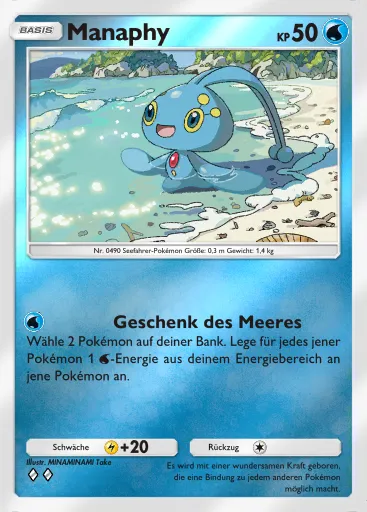 BASIS Manaphy KP 50
Nr. 0490 Seefahrer-Pokémon Größe: 0,3 m Gewicht: 1,4 kg
Geschenk des Meeres
Wähle 2 Pokémon auf deiner Bank. Lege für jedes jener
Pokémon 1 -Energie aus deinem Energiebereich an
jene Pokémon an.
Schwäche +20 Rückzug
Illustr. MINAMINAMI Take
Es wird mit einer wundersamen Kraft geboren,
die eine Bindung zu jedem anderen Pokémon
möglich macht.